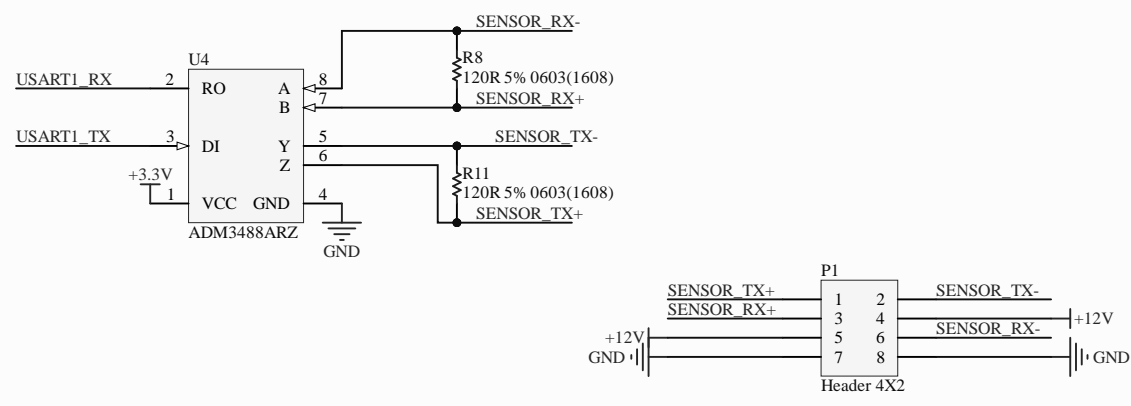 SENSOR_RX-
U4
R8
120R 5% 0603(1608)
USART1_RX 2 RO A 8
B 7 SENSOR_RX+
USART1_TX 3 DI Y 5 SENSOR_TX-
Z 6
+3.3V
R11
120R 5% 0603(1608)
1 VCC GND 4
SENSOR_TX+
ADM3488ARZ
GND
P1
SENSOR_TX+ 1 2 SENSOR_TX-
SENSOR_RX+ 3 4 +12V
+12V 5 6 SENSOR_RX-
GND 7 8 GND
Header 4X2